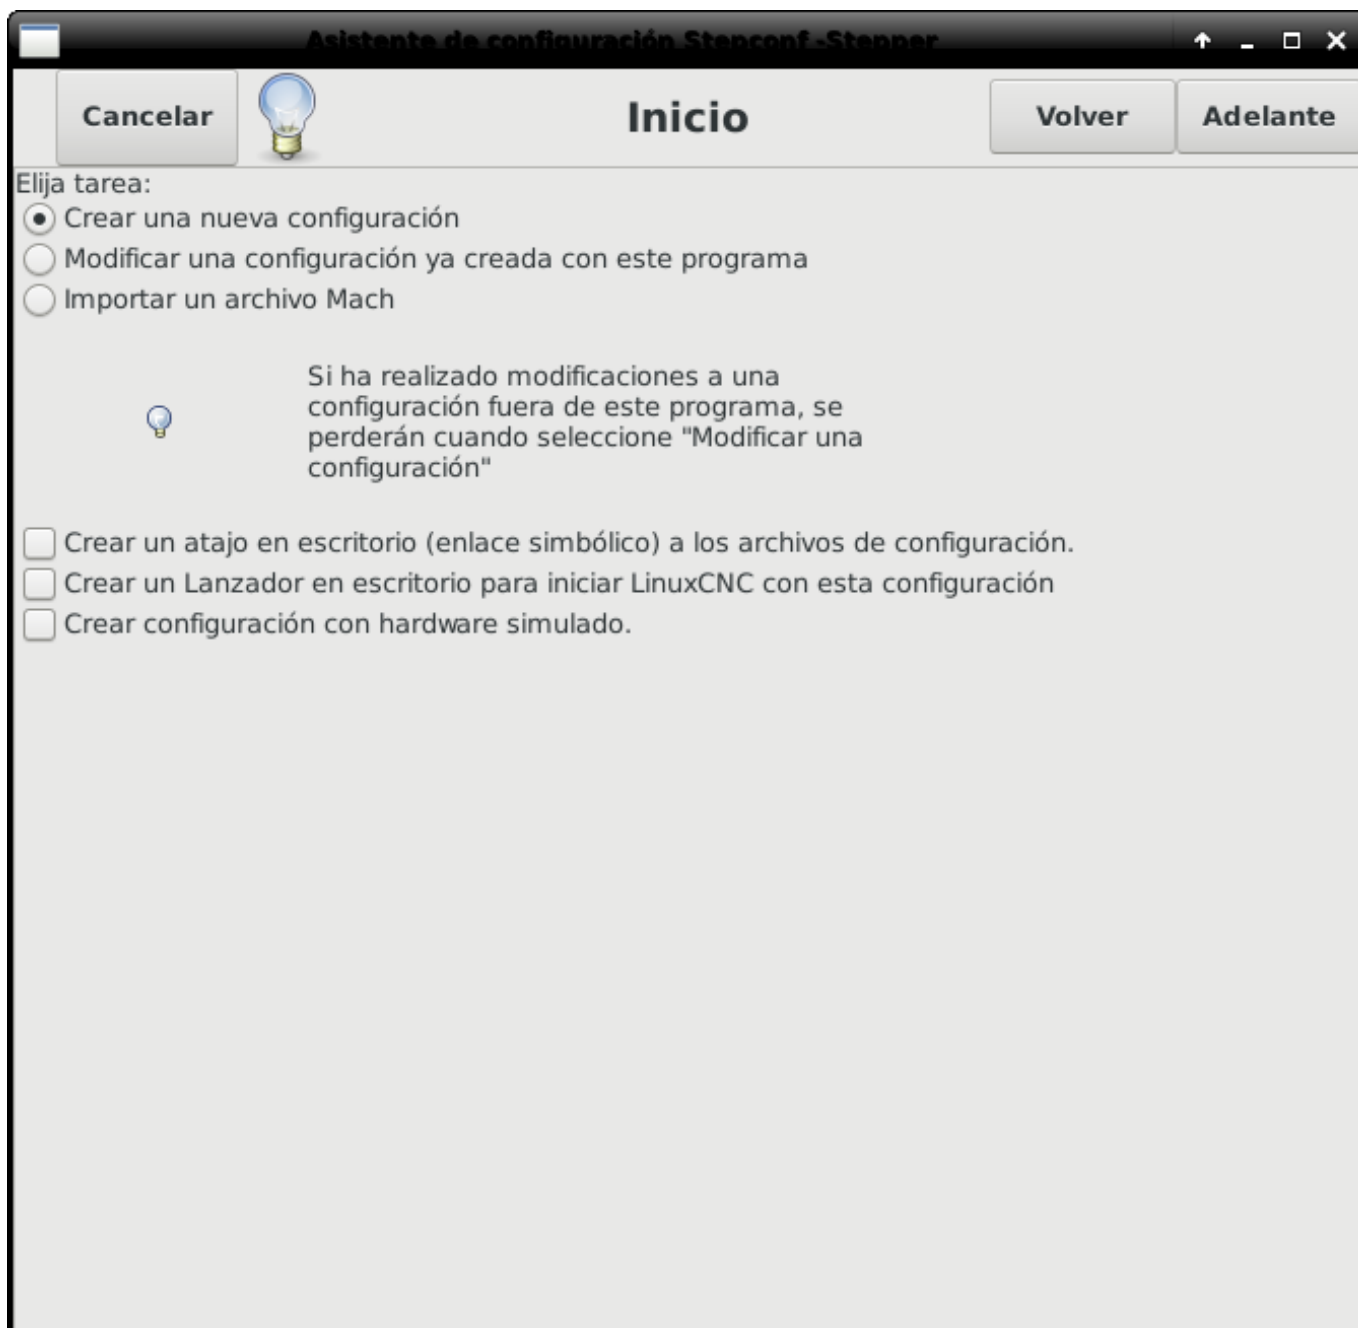 Asistente de configuración Stepconf -Stepper
Cancelar
Inicio
Volver
Adelante
Elija tarea:
Crear una nueva configuración
Modificar una configuración ya creada con este programa
Importar un archivo Mach
Si ha realizado modificaciones a una
configuración fuera de este programa, se
perderán cuando seleccione "Modificar una
configuración"
Crear un atajo en escritorio (enlace simbólico) a los archivos de configuración.
Crear un Lanzador en escritorio para iniciar LinuxCNC con esta configuración
Crear configuración con hardware simulado.